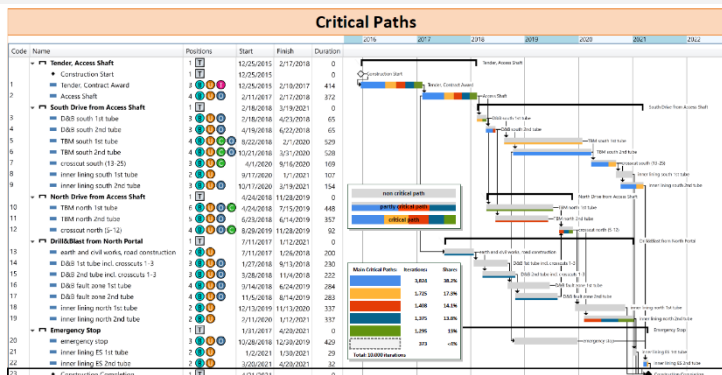 Critical Paths
2016 2017 2018 2019 2020 2021 2022
Code Name Positions Start Finish Duration
Tender, Access Shaft 1 T 12/25/2015 2/17/2018 0 Tender, Access Shaft
Construction Start 1 T 12/25/2015 12/25/2015 0 Construction Start
1 Tender, Contract Award 3 B U T 12/25/2015 2/10/2017 414 Tender, Contract Award
2 Access Shaft 3 B U D 2/11/2017 2/17/2018 372 Access Shaft
South Drive from Access Shaft 1 T 2/18/2018 3/19/2021 0 South Drive from Access Shaft
3 D&B south 1st tube 3 B U D 2/18/2018 4/23/2018 65 D&B south 1st tube
4 D&B south 2nd tube 3 B U D 4/19/2018 6/22/2018 65 D&B south 2nd tube
5 TBM south 1st tube 8/22/2018 2/1/2020 529 TBM south 1st tube
6 TBM south 2nd tube 10/21/2018 3/31/2020 528 TBM south 2nd tube
7 crosscut south (13-25) 4/1/2020 9/16/2020 169 crosscut south (13-25)
8 inner lining south 1st tube 2 B U 9/17/2020 1/1/2021 107 inner lining south 1st tube
9 inner lining south 2nd tube 3 B U D 10/17/2020 3/19/2021 154 inner lining south 2nd tube
North Drive from Access Shaft 1 T 4/24/2018 11/28/2019 0 North Drive from Access Shaft
10 TBM north 1st tube 4/24/2018 7/15/2019 448 TBM north 1st tube
11 TBM north 2nd tube 6/23/2018 6/14/2019 357 TBM north 2nd tube
12 crosscut north (5-12) 8/29/2019 11/28/2019 92 crosscut north (5-12)
Drill&Blast from North Portal 1 T 7/11/2017 1/12/2021 0 Drill&Blast from North Portal
13 earth and civil works, road construction 2 B U 7/11/2017 1/26/2018 200 earth and civil works, road construction
14 D&B 1st tube incl. crosscuts 1-3 1/27/2018 9/13/2018 230 D&B 1st tube incl. crosscuts 1-3
15 D&B 2nd tube incl. crosscuts 1-3 3/28/2018 11/4/2018 222 D&B 2nd tube incl. crosscuts 1-3
16 D&B fault zone 1st tube 9/14/2018 6/24/2019 284 D&B fault zone 1st tube
17 D&B fault zone 2nd tube 11/5/2018 8/14/2019 283 D&B fault zone 2nd tube
18 inner lining north 1st tube 2 B U 12/13/2019 11/13/2020 337 inner lining north 1st tube
19 inner lining north 2nd tube 2 B U 2/11/2020 1/12/2021 337 inner lining north 2nd tube
Emergency Stop 1 T 1/31/2017 4/20/2021 0 Emergency Stop
20 emergency stop 3 B U D 10/28/2018 12/30/2019 429 emergency stop
21 inner lining ES 1st tube 2 B U 1/2/2021 1/30/2021 29 inner lining ES 1st tube
22 inner lining ES 2nd tube 2 B U 3/20/2021 4/20/2021 32 inner lining ES 2nd tube
23 Construction Completion 1 T 4/21/2021 0 Construction Completion
non critical path
partly critical path
critical path
Main Critical Paths: Iterations: Shares:
3,820 38.2%
1,725 17.3%
1,408 14.1%
1,375 13.8%
1,295 13%
373 <4%
Total: 10.000 iterations